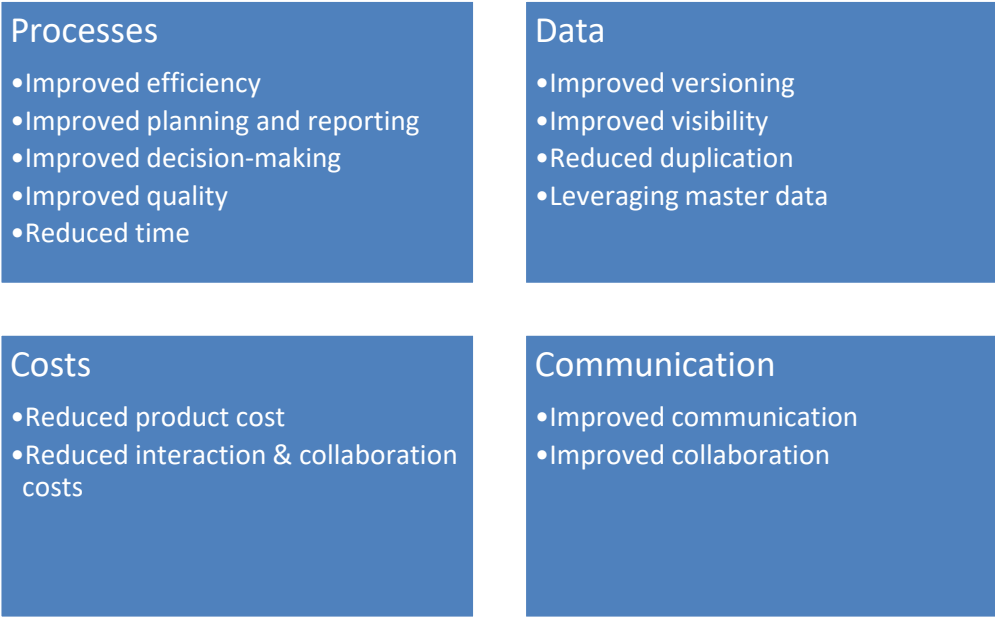 Processes
•Improved efficiency
•Improved planning and reporting
•Improved decision-making
•Improved quality
•Reduced time
Data
•Improved versioning
•Improved visibility
•Reduced duplication
•Leveraging master data
Costs
•Reduced product cost
•Reduced interaction & collaboration
costs
Communication
•Improved communication
•Improved collaboration